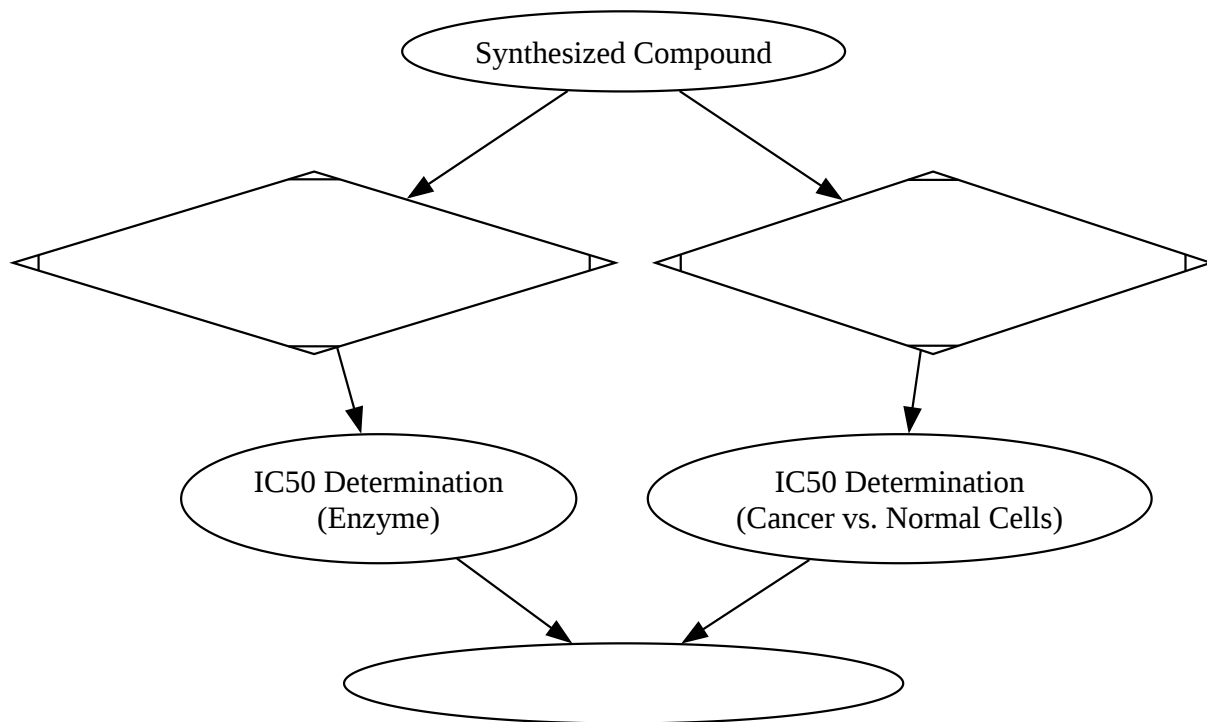 Synthesized Compound
IC50 Determination
(Enzyme)
IC50 Determination
(Cancer vs. Normal Cells)